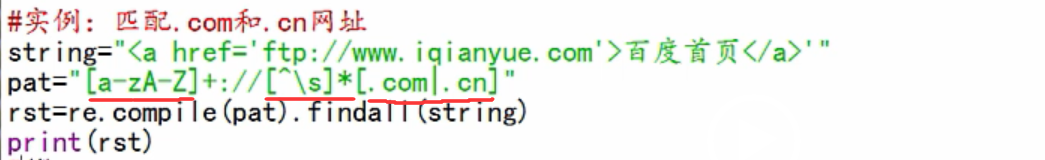 #实例：匹配.com和.cn网址
string="<a href='ftp://www.iqianyue.com'>百度首页</a>'"
pat="[a-zA-Z]+://[^\s]*[.com|.cn]"
rst=re.compile(pat).findall(string)
print(rst)